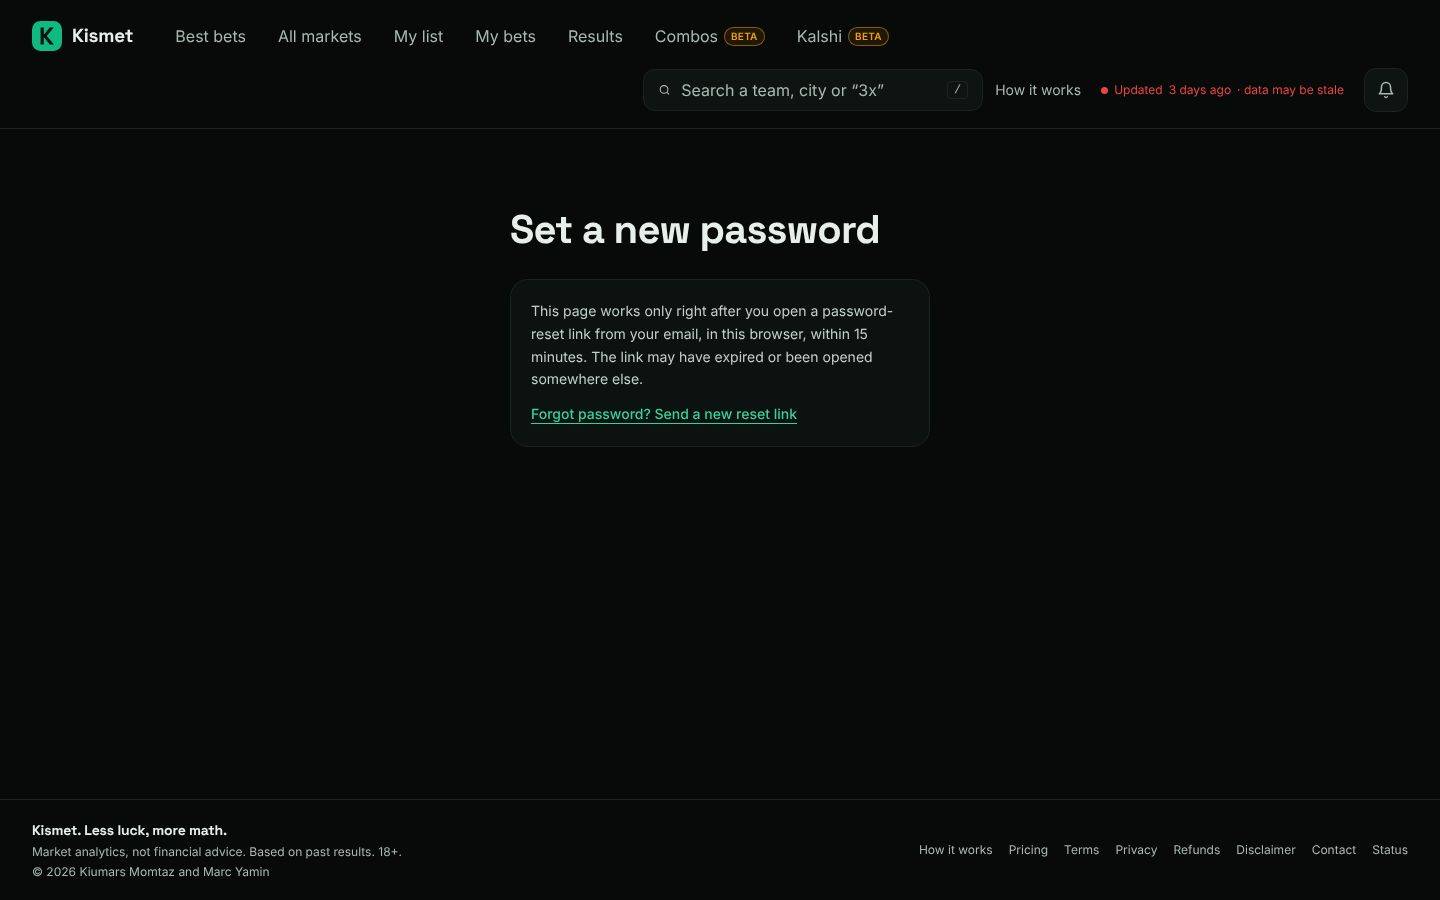 K Kismet Best bets All markets My list My bets Results Combos BETA Kalshi BETA
Search a team, city or “3x” / How it works Updated 3 days ago · data may be stale
Set a new password
This page works only right after you open a password-
reset link from your email, in this browser, within 15
minutes. The link may have expired or been opened
somewhere else.
Forgot password? Send a new reset link
Kismet. Less luck, more math.
Market analytics, not financial advice. Based on past results. 18+.
© 2026 Kiumars Momtaz and Marc Yamin
How it works Pricing Terms Privacy Refunds Disclaimer Contact Status